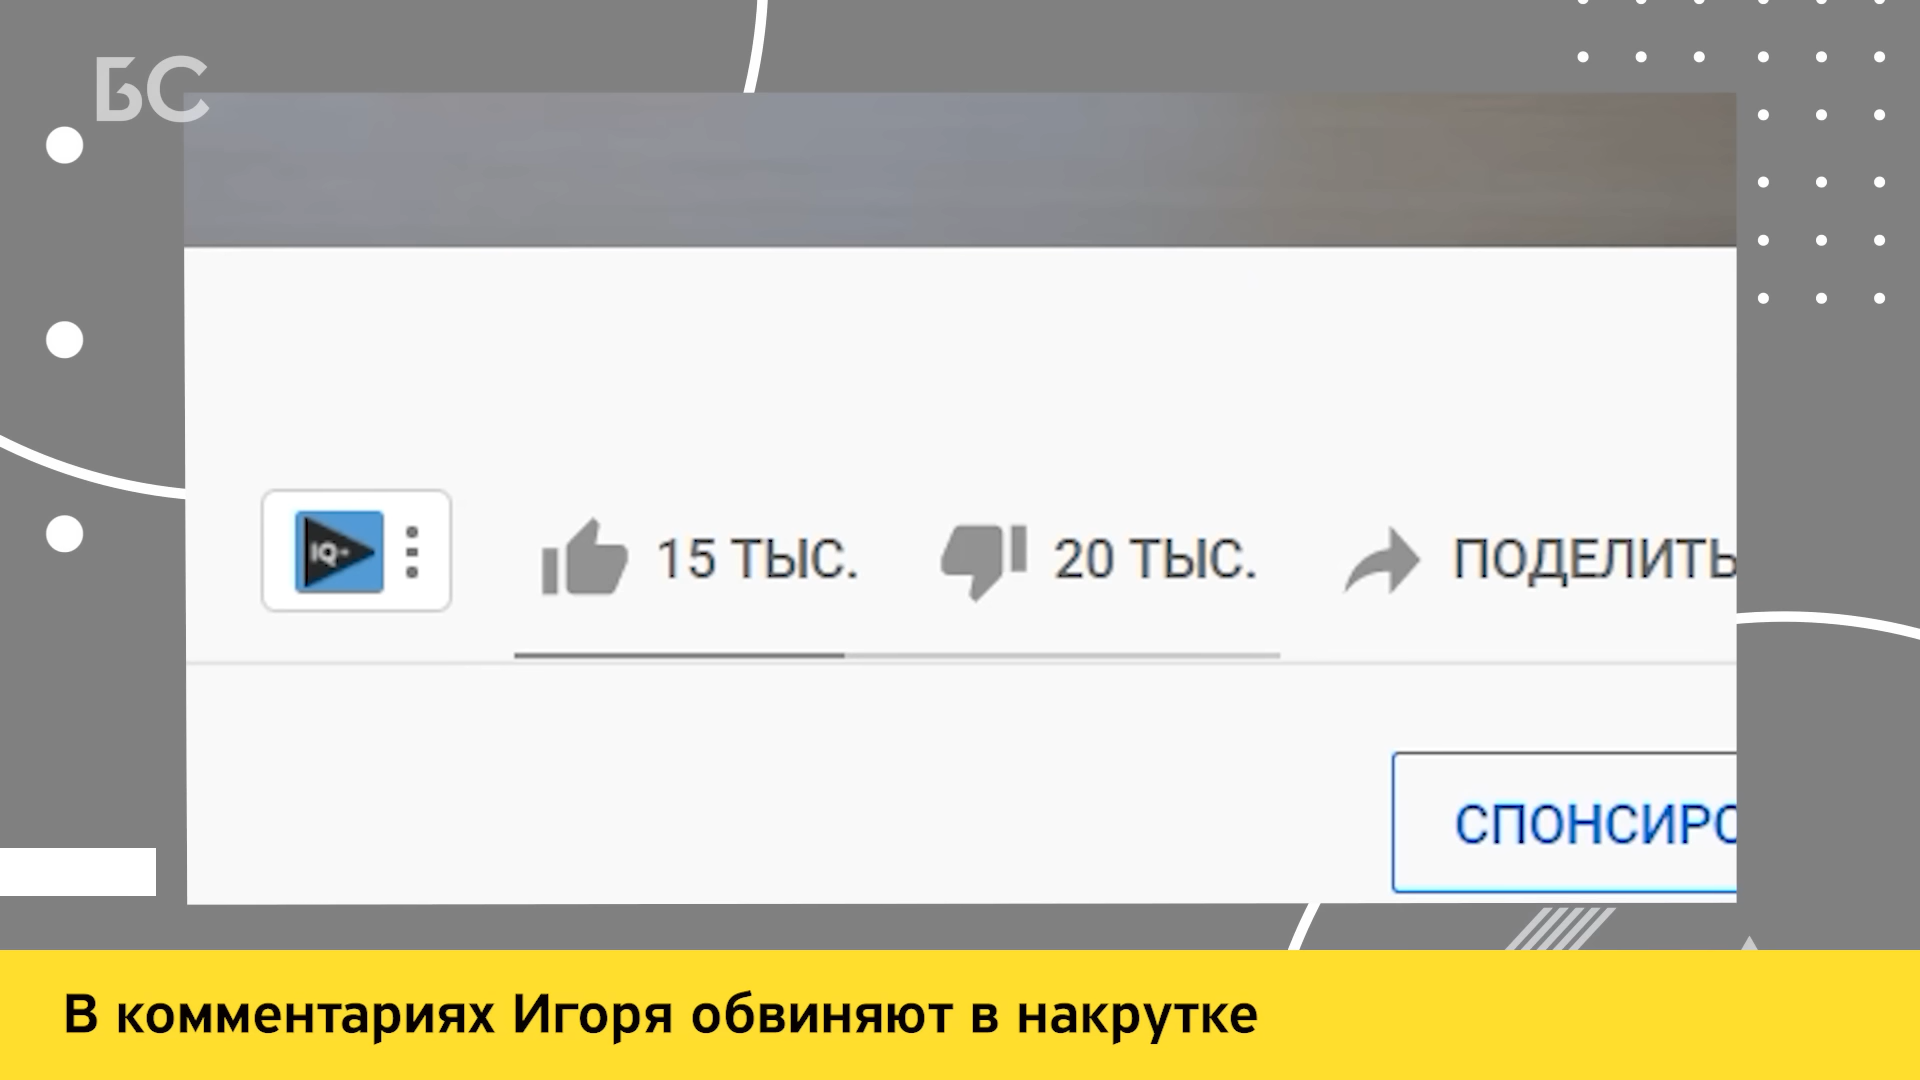 БС
IQ+
15 ТЫС.
20 ТЫС.
ПОДЕЛИТЬ
СПОНСИРО
В комментариях Игоря обвиняют в накрутке